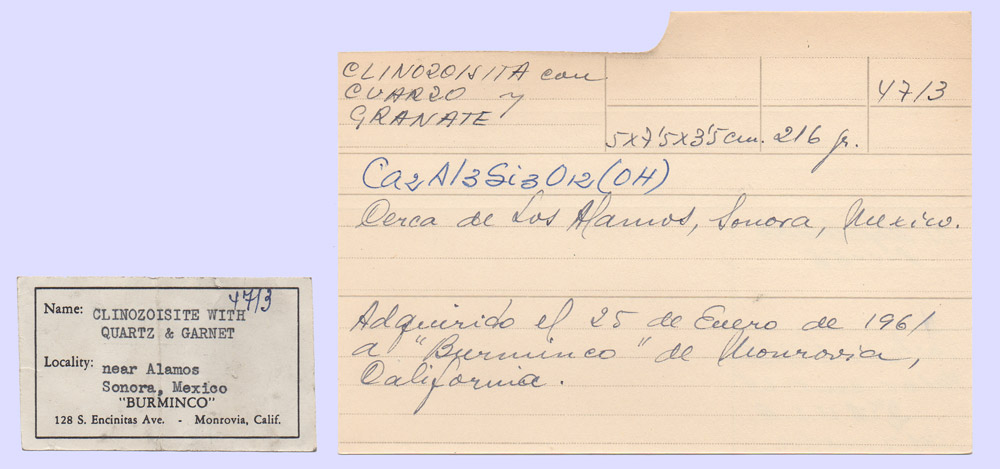 4713
Name: CLINOZOISITE WITH
QUARTZ & GARNET
Locality: near Alamos
Sonora, Mexico
"BURMINCO"
128 S. Encinitas Ave. - Monrovia, Calif.
CLINOZOISITA con
CUARZO y
GRANATE
4713
5x7'5x3'5cm. 216 gr.
Ca2Al3Si3O12(OH)
Cerca de Los Alamos, Sonora, Mexico.
Adquirido el 25 de Enero de 1961
a "Burminco" de Monrovia,
California.